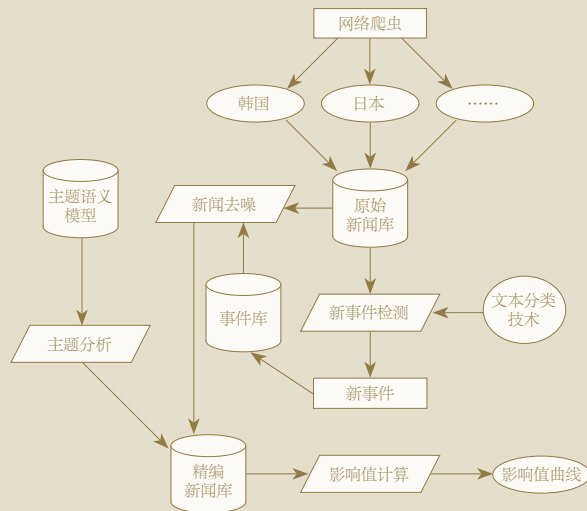 网络爬虫
韩国
日本
……
主题语义
模型
新闻去噪
原始
新闻库
事件库
新事件检测
文本分类
技术
主题分析
新事件
精编
新闻库
影响值计算
影响值曲线